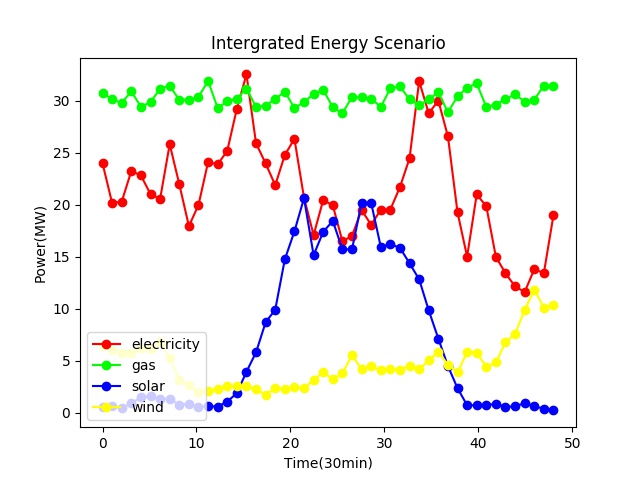 Intergrated Energy Scenario
Power(MW)
30
25
20
15
10
5
0
electricity
gas
solar
wind
0 10 20 30 40 50
Time(30min)